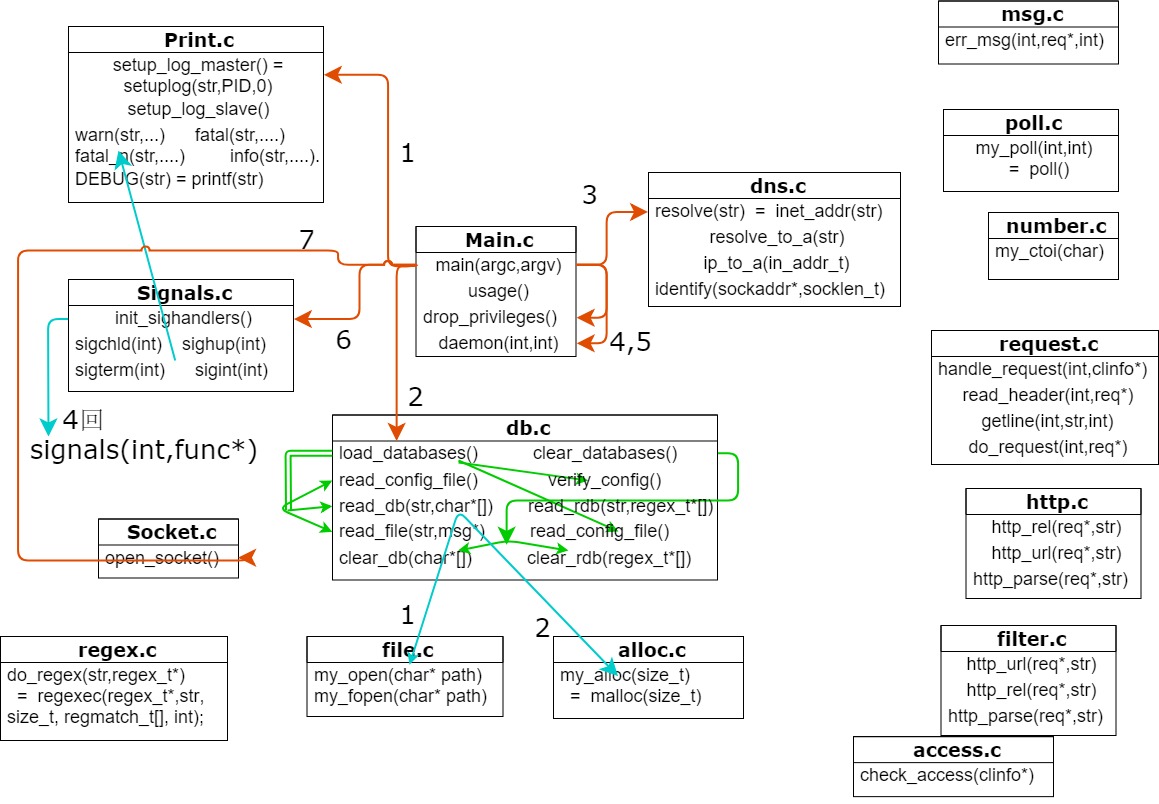 Print.c
setup_log_master() =
setuplog(str,PID,0)
setup_log_slave()
warn(str,...) fatal(str,....)
fatal_n(str,....) info(str,....).
DEBUG(str) = printf(str)
1
7
Signals.c
init_sighandlers()
sigchld(int) sighup(int)
sigterm(int) sigint(int)
6
4回
signals(int,func*)
Main.c
main(argc,argv)
usage()
drop_privileges()
daemon(int,int)
3
4,5
2
dns.c
resolve(str) = inet_addr(str)
resolve_to_a(str)
ip_to_a(in_addr_t)
identify(sockaddr*,socklen_t)
db.c
load_databases() clear_databases()
read_config_file() verify_config()
read_db(str,char*[]) read_rdb(str,regex_t*[])
read_file(str,msg*) read_config_file()
clear_db(char*[]) clear_rdb(regex_t*[])
Socket.c
open_socket()
1
2
regex.c
do_regex(str,regex_t*)
= regexec(regex_t*,str,
size_t, regmatch_t[], int);
file.c
my_open(char* path)
my_fopen(char* path)
alloc.c
my_alloc(size_t)
= malloc(size_t)
msg.c
err_msg(int,req*,int)
poll.c
my_poll(int,int)
= poll()
number.c
my_ctoi(char)
request.c
handle_request(int,clinfo*)
read_header(int,req*)
getline(int,str,int)
do_request(int,req*)
http.c
http_rel(req*,str)
http_url(req*,str)
http_parse(req*,str)
filter.c
http_url(req*,str)
http_rel(req*,str)
http_parse(req*,str)
access.c
check_access(clinfo*)